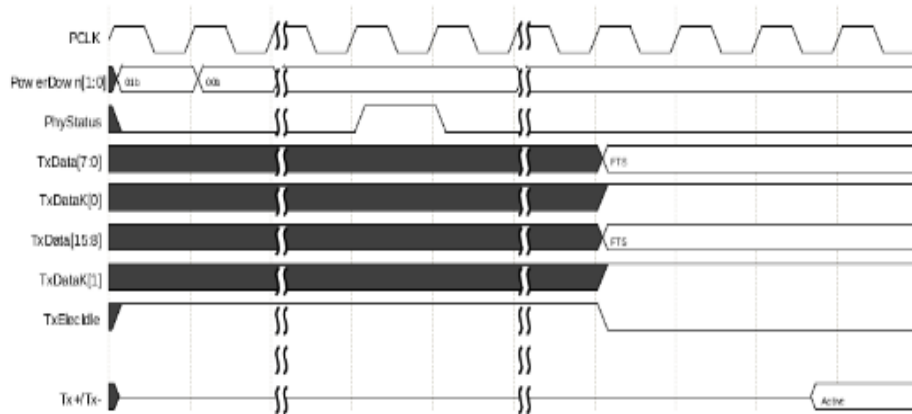 PCLK
PowerDown[1:0] 01b 00b
PhyStatus
TxData[7:0] FTS
TxDataK[0]
TxData[15:8] FTS
TxDataK[1]
TxElecIdle
Tx+/Tx- Active